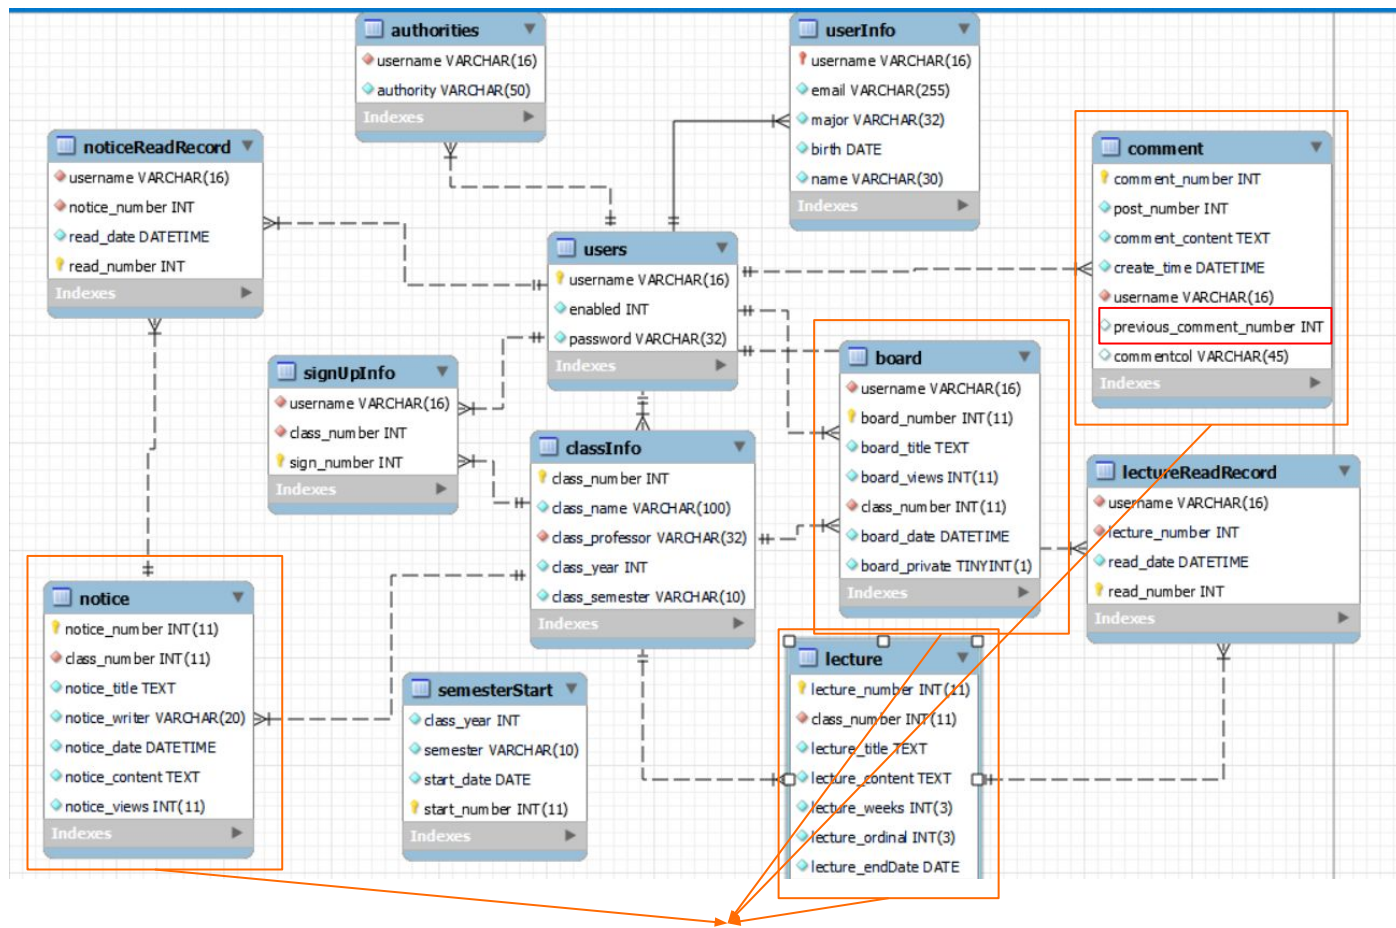 authorities
username VARCHAR(16)
authority VARCHAR(50)
Indexes
userInfo
username VARCHAR(16)
email VARCHAR(255)
major VARCHAR(32)
birth DATE
name VARCHAR(30)
Indexes
noticeReadRecord
username VARCHAR(16)
notice_number INT
read_date DATETIME
read_number INT
Indexes
comment
comment_number INT
post_number INT
comment_content TEXT
create_time DATETIME
username VARCHAR(16)
previous_comment_number INT
commentcol VARCHAR(45)
Indexes
users
username VARCHAR(16)
enabled INT
password VARCHAR(32)
Indexes
signUpInfo
username VARCHAR(16)
class_number INT
sign_number INT
Indexes
board
username VARCHAR(16)
board_number INT(11)
board_title TEXT
board_views INT(11)
class_number INT(11)
board_date DATETIME
board_private TINYINT(1)
Indexes
classInfo
class_number INT
class_name VARCHAR(100)
class_professor VARCHAR(32)
class_year INT
class_semester VARCHAR(10)
Indexes
lectureReadRecord
username VARCHAR(16)
lecture_number INT
read_date DATETIME
read_number INT
Indexes
notice
notice_number INT(11)
class_number INT(11)
notice_title TEXT
notice_writer VARCHAR(20)
notice_date DATETIME
notice_content TEXT
notice_views INT(11)
Indexes
semesterStart
class_year INT
semester VARCHAR(10)
start_date DATE
start_number INT(11)
Indexes
lecture
lecture_number INT(11)
class_number INT(11)
lecture_title TEXT
lecture_content TEXT
lecture_weeks INT(3)
lecture_ordinal INT(3)
lecture_endDate DATE